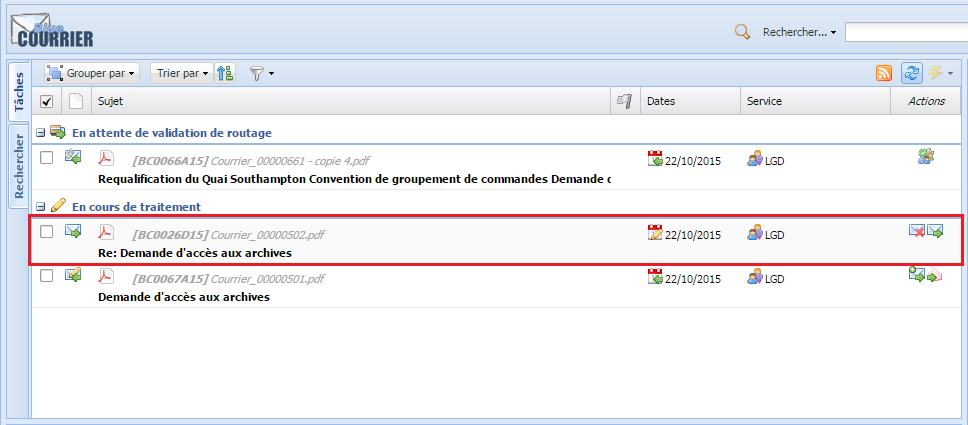 Blue
COURRIER
Rechercher...
Tâches
Rechercher
Grouper par
Trier par
Sujet
Dates
Service
Actions
En attente de validation de routage
[BC0066A15] Courrier_00000661 - copie 4.pdf
22/10/2015
LGD
Requalification du Quai Southampton Convention de groupement de commandes Demande d
En cours de traitement
[BC0026D15] Courrier_00000502.pdf
22/10/2015
LGD
Re: Demande d'accès aux archives
[BC0067A15] Courrier_00000501.pdf
22/10/2015
LGD
Demande d'accès aux archives